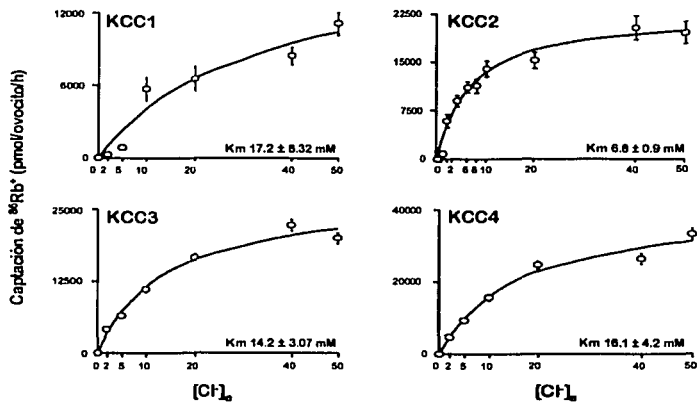 KCC1
12000
6000
0
0 2 5 10 20 30 40 50
Km 17.2 ± 8.32 mM
KCC2
22500
15000
7500
0
0 2 6 8 10 20 40 50
Km 6.8 ± 0.9 mM
Captación de ⁸⁶Rb⁺ (pmol/ovocito/h)
KCC3
25000
12500
0
0 2 5 10 20 30 40 50
Km 14.2 ± 3.07 mM
[Cl-]o
KCC4
40000
20000
0
0 2 5 10 20 30 40 50
Km 16.1 ± 4.2 mM
[Cl-]o